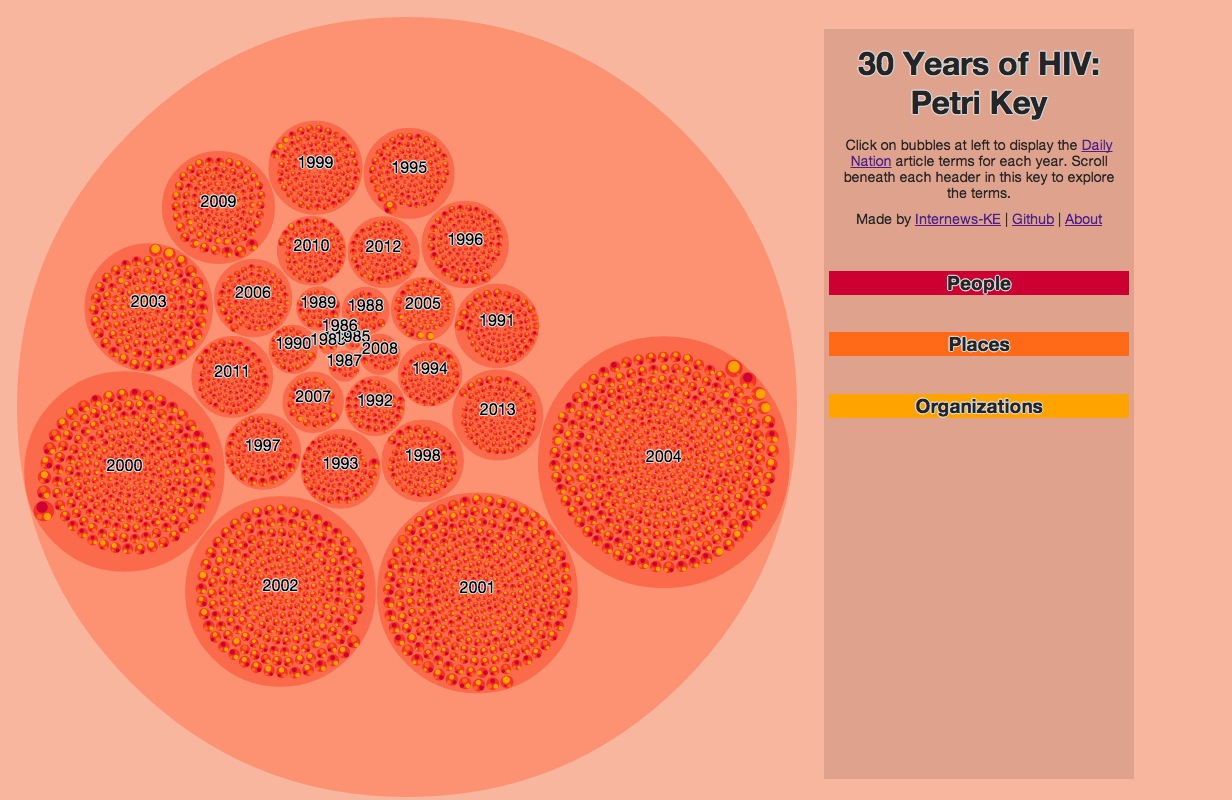 1999
1995
2009
2010
2012
1996
2003
2006
1989
1988
2005
1991
1986
1985
1990
2008
1987
2011
1994
2007
1992
2013
1997
1993
1998
2000
2004
2002
2001
30 Years of HIV:
Petri Key
Click on bubbles at left to display the Daily
Nation article terms for each year. Scroll
beneath each header in this key to explore
the terms.
Made by Internews-KE | Github | About
People
Places
Organizations